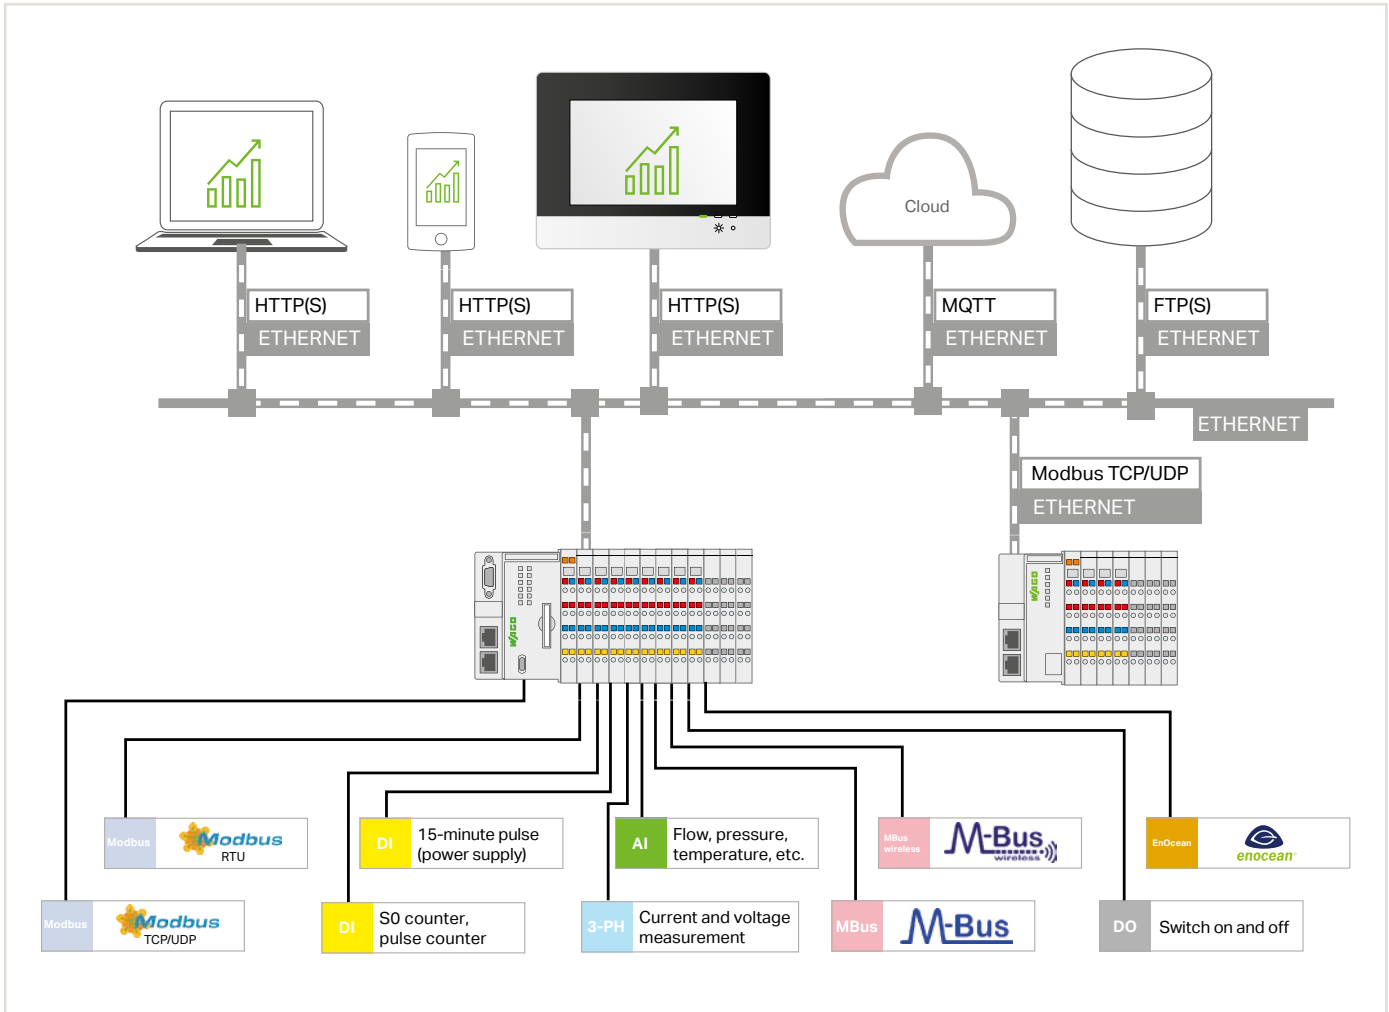 Cloud
HTTP(S)
ETHERNET
HTTP(S)
ETHERNET
HTTP(S)
ETHERNET
MQTT
ETHERNET
FTP(S)
ETHERNET
ETHERNET
Modbus TCP/UDP
ETHERNET
WAGO
WAGO
Modbus
Modbus
RTU
DI
15-minute pulse
(power supply)
AI
Flow, pressure,
temperature, etc.
MBus
wireless
M-Bus
wireless
EnOcean
enocean®
Modbus
Modbus
TCP/UDP
DI
S0 counter,
pulse counter
3-PH
Current and voltage
measurement
MBus
M-Bus
DO
Switch on and off